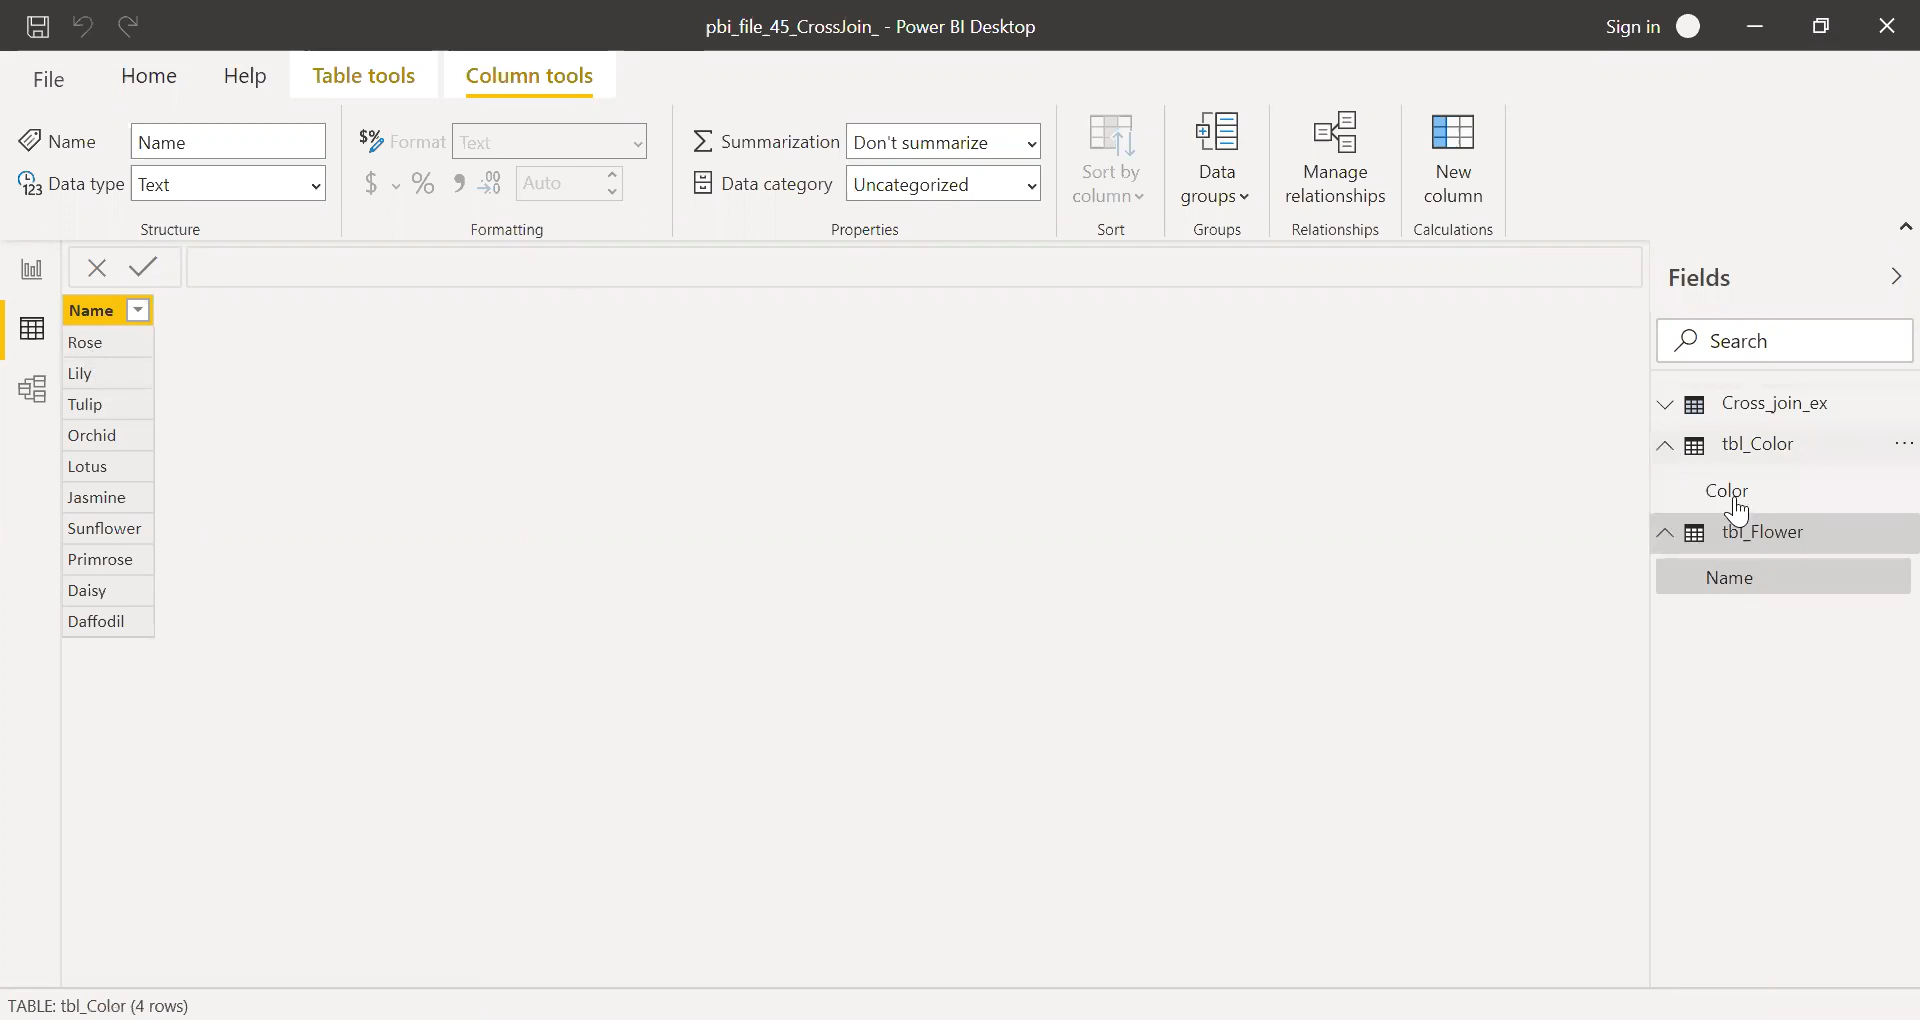 pbi_file_45_CrossJoin_ - Power BI Desktop
Sign in
File Home Help Table tools Column tools
Name Name
Data type Text
Structure
$% Format Text
$ % 9 .00 Auto
Formatting
Summarization Don't summarize
Data category Uncategorized
Properties
Sort by
column
Sort
Data
groups
Groups
Manage
relationships
Relationships
New
column
Calculations
Name
Rose
Lily
Tulip
Orchid
Lotus
Jasmine
Sunflower
Primrose
Daisy
Daffodil
Fields
Search
Cross_join_ex
tbl_Color
Color
tbl_Flower
Name
TABLE: tbl_Color (4 rows)